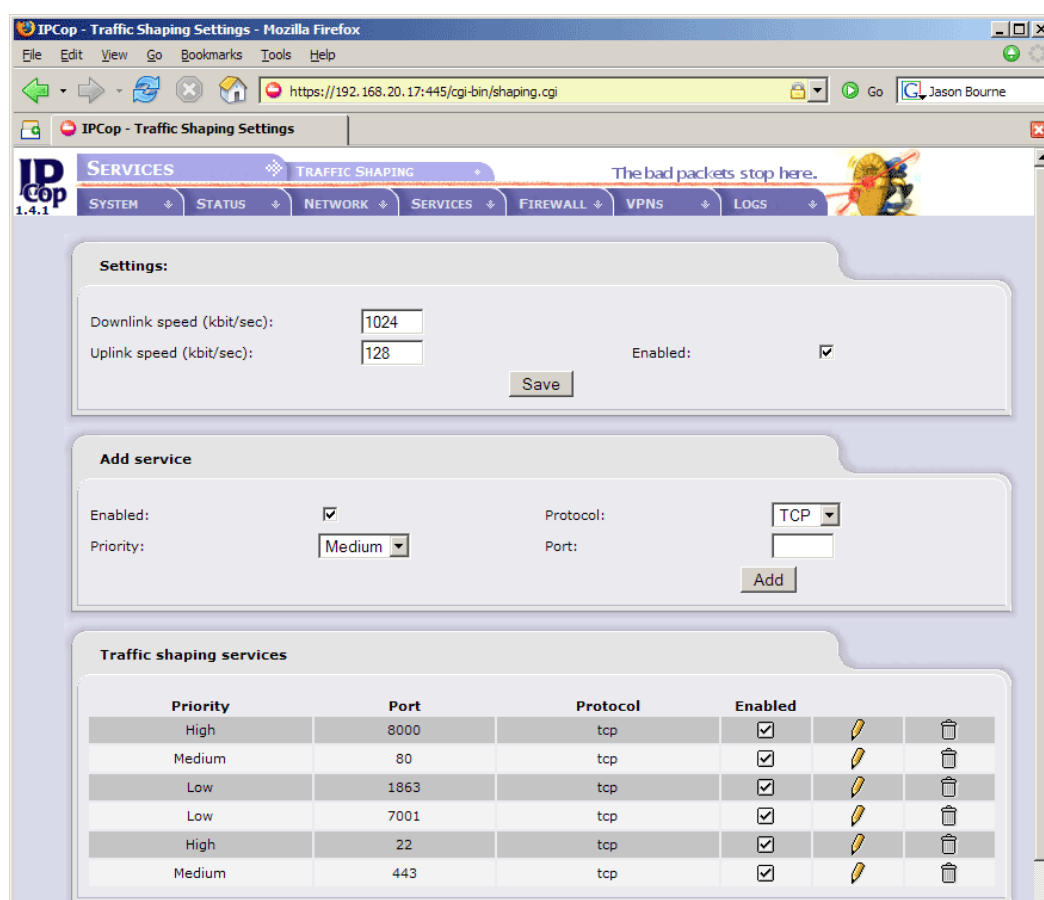 IPCop - Traffic Shaping Settings - Mozilla Firefox
File Edit View Go Bookmarks Tools Help
https://192.168.20.17:445/cgi-bin/shaping.cgi Go G Jason Bourne
IPCop - Traffic Shaping Settings
IP Cop 1.4.1
SERVICES TRAFFIC SHAPING The bad packets stop here.
SYSTEM STATUS NETWORK SERVICES FIREWALL VPNS LOGS
Settings:
Downlink speed (kbit/sec): 1024
Uplink speed (kbit/sec): 128 Enabled:
Save
Add service
Enabled: Protocol: TCP
Priority: Medium Port:
Add
Traffic shaping services
Priority Port Protocol Enabled
High 8000 tcp
Medium 80 tcp
Low 1863 tcp
Low 7001 tcp
High 22 tcp
Medium 443 tcp